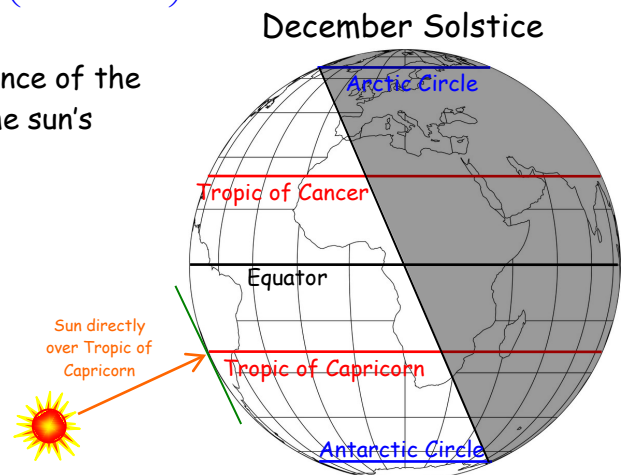 December Solstice
of the
sun's
Arctic Circle
Tropic of Cancer
Equator
Sun directly
over Tropic of
Capricorn
Tropic of Capricorn
Antarctic Circle